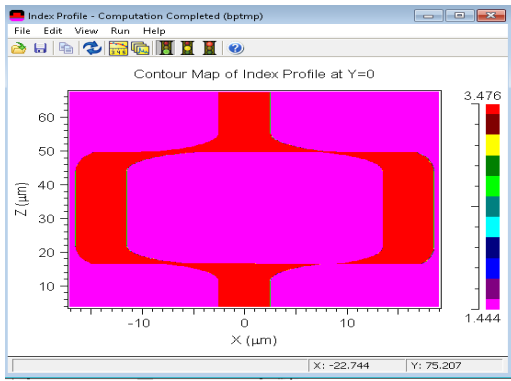 Index Profile - Computation Completed (bptmp)
File Edit View Run Help
Contour Map of Index Profile at Y=0
3.476
60
50
40
30
20
10
Z (μm)
-10 0 10
1.444
X (μm)
X: -22.744 Y: 75.207